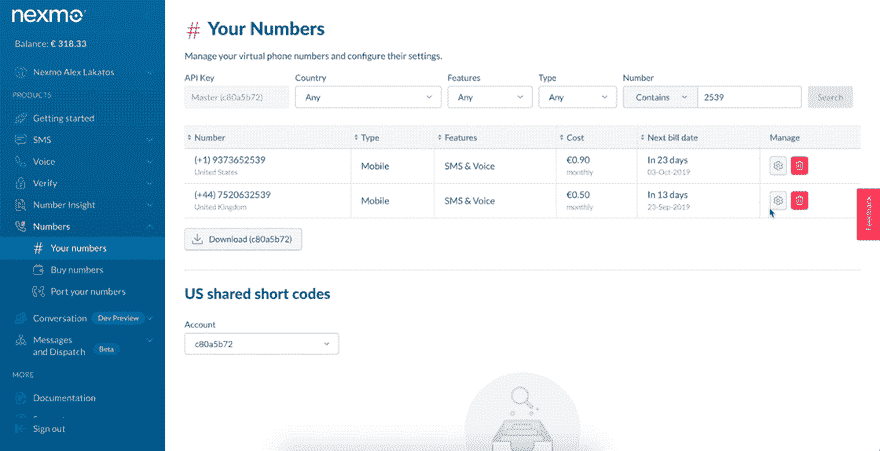 nexmo
Balance: € 318.33
Nexmo Alex Lakatos
PRODUCTS
Getting started
SMS
Voice
Verify
Number Insight
Numbers
Your numbers
Buy numbers
Port your numbers
Conversation Dev Preview
Messages
and Dispatch Beta
MORE
Documentation
Sign out
# Your Numbers
Manage your virtual phone numbers and configure their settings.
API Key Country Features Type Number
Master (c80a5b72) Any Any Any Contains 2539 Search
Number Type Features Cost Next bill date Manage
(+1) 9373652539 Mobile SMS & Voice €0.90 In 23 days
United States monthly 03-Oct-2019
(+44) 7520632539 Mobile SMS & Voice €0.50 In 13 days
United Kingdom monthly 23-Sep-2019
Download (c80a5b72)
US shared short codes
Account
c80a5b72
Feedback